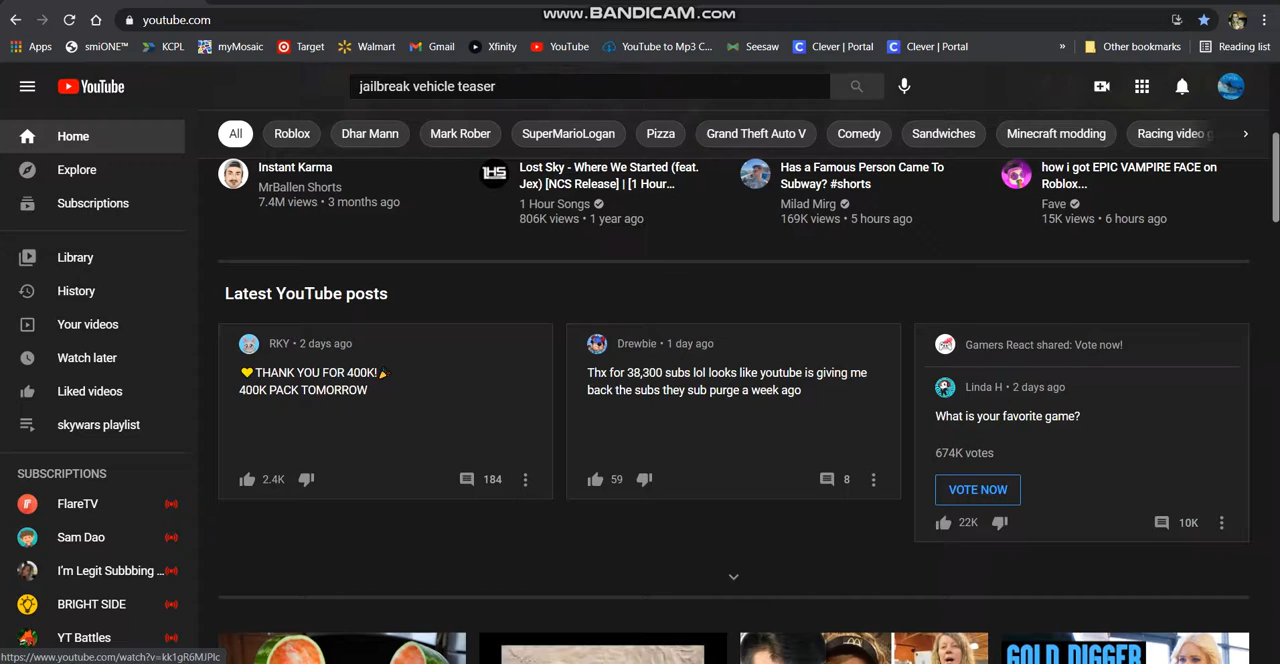 www.BANDICAM.com
youtube.com
Apps
smiONE™
KCPL
myMosaic
Target
Walmart
Gmail
Xfinity
YouTube
YouTube to Mp3 C...
Seesaw
Clever | Portal
Clever | Portal
»
Other bookmarks
Reading list
YouTube
jailbreak vehicle teaser
Home
Explore
Subscriptions
Library
History
Your videos
Watch later
Liked videos
skywars playlist
SUBSCRIPTIONS
FlareTV
Sam Dao
I'm Legit Subbing ...
BRIGHT SIDE
YT Battles
https://www.youtube.com/watch?v=kk1gR6MJPlc
All
Roblox
Dhar Mann
Mark Rober
SuperMarioLogan
Pizza
Grand Theft Auto V
Comedy
Sandwiches
Minecraft modding
Racing video g
Instant Karma
MrBallen Shorts
7.4M views • 3 months ago
1HS
Lost Sky - Where We Started (feat.
Jex) [NCS Release] | [1 Hour...
1 Hour Songs
806K views • 1 year ago
Has a Famous Person Came To
Subway? #shorts
Milad Mirg
169K views • 5 hours ago
how i got EPIC VAMPIRE FACE on
Roblox...
Fave
15K views • 6 hours ago
Latest YouTube posts
RKY • 2 days ago
💛THANK YOU FOR 400K!🎉
400K PACK TOMORROW
2.4K
184
Drewbie • 1 day ago
Thx for 38,300 subs lol looks like youtube is giving me
back the subs they sub purge a week ago
59
8
Gamers React shared: Vote now!
Linda H • 2 days ago
What is your favorite game?
674K votes
VOTE NOW
22K
10K
GOLD DIGGER